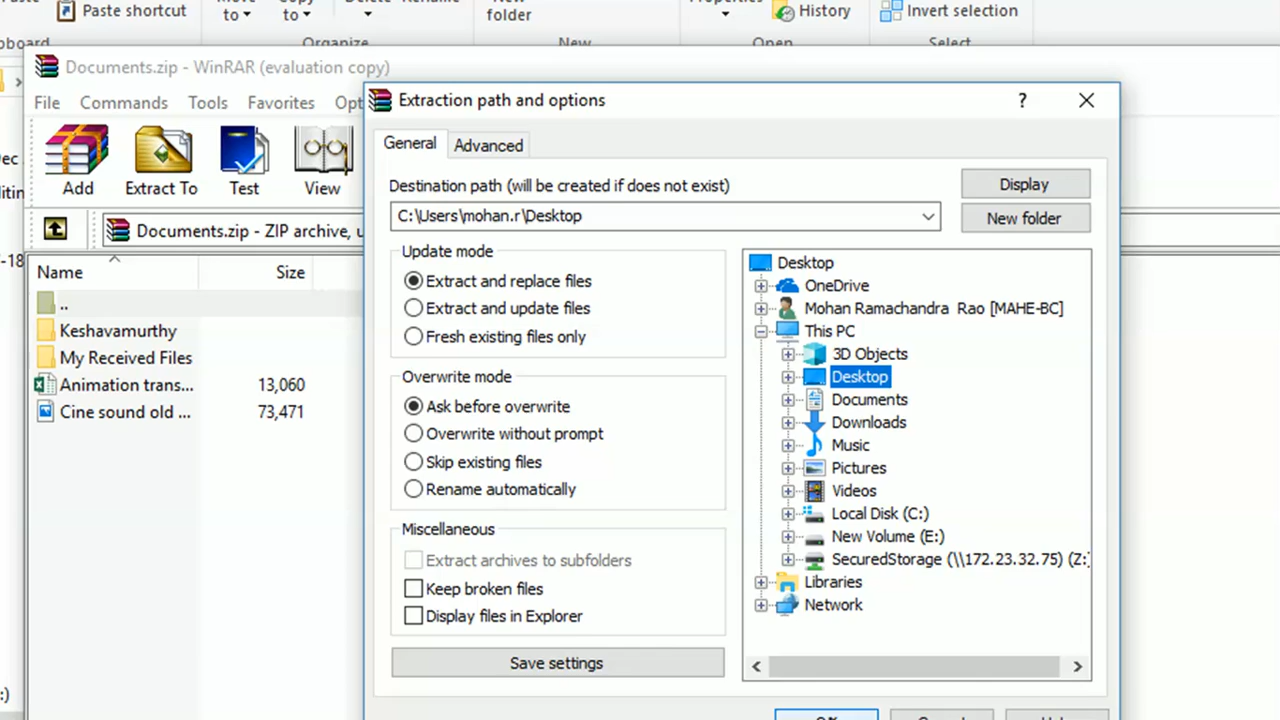 Paste shortcut
to
to
folder
History
Invert selection
Organize
New
Open
Select
Documents.zip - WinRAR (evaluation copy)
File Commands Tools Favorites Opt
Add Extract To Test View
Documents.zip - ZIP archive, u
Name Size
..
Keshavamurthy
My Received Files
Animation trans... 13,060
Cine sound old ... 73,471
Extraction path and options
?
General Advanced
Destination path (will be created if does not exist)
C:\Users\mohan.r\Desktop
Display
New folder
Update mode
Extract and replace files
Extract and update files
Fresh existing files only
Overwrite mode
Ask before overwrite
Overwrite without prompt
Skip existing files
Rename automatically
Miscellaneous
Extract archives to subfolders
Keep broken files
Display files in Explorer
Save settings
Desktop
OneDrive
Mohan Ramachandra Rao [MAHE-BC]
This PC
3D Objects
Desktop
Documents
Downloads
Music
Pictures
Videos
Local Disk (C:)
New Volume (E:)
SecuredStorage (\\172.23.32.75) (Z:
Libraries
Network